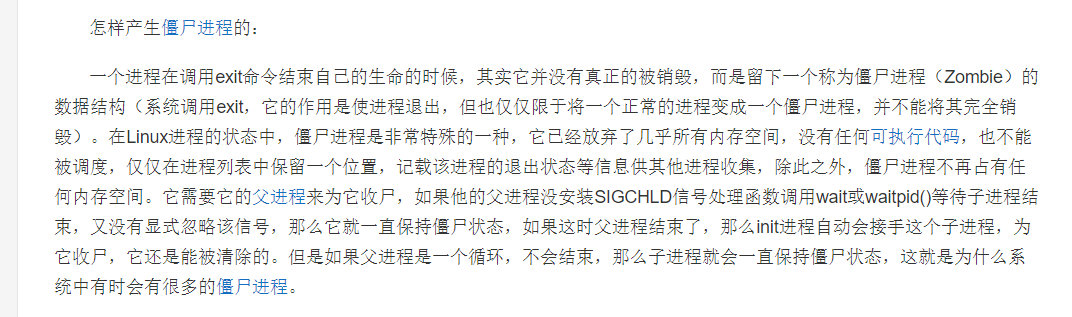 怎样产生僵尸进程的：
一个进程在调用exit命令结束自己的生命的时候，其实它并没有真正的被销毁，而是留下一个称为僵尸进程（Zombie）的
数据结构（系统调用exit，它的作用是使进程退出，但也仅仅限于将一个正常的进程变成一个僵尸进程，并不能将其完全销
毁）。在Linux进程的状态中，僵尸进程是非常特殊的一种，它已经放弃了几乎所有内存空间，没有任何可执行代码，也不能
被调度，仅仅在进程列表中保留一个位置，记载该进程的退出状态等信息供其他进程收集，除此之外，僵尸进程不再占有任
何内存空间。它需要它的父进程来为它收尸，如果他的父进程没安装SIGCHLD信号处理函数调用wait或waitpid()等待子进程结
束，又没有显式忽略该信号，那么它就一直保持僵尸状态，如果这时父进程结束了，那么init进程自动会接手这个子进程，为
它收尸，它还是能被清除的。但是如果父进程是一个循环，不会结束，那么子进程就会一直保持僵尸状态，这就是为什么系
统中有时会有很多的僵尸进程。